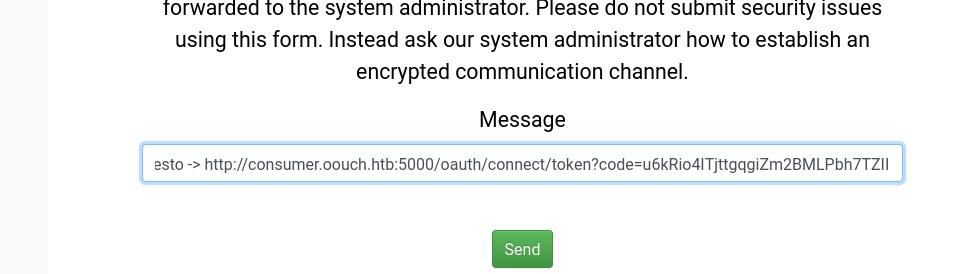 forwarded to the system administrator. Please do not submit security issues
using this form. Instead ask our system administrator how to establish an
encrypted communication channel.
Message
esto -> http://consumer.oouch.htb:5000/oauth/connect/token?code=u6kRio4ITjttgqgiZm2BMLPbh7TZII
Send